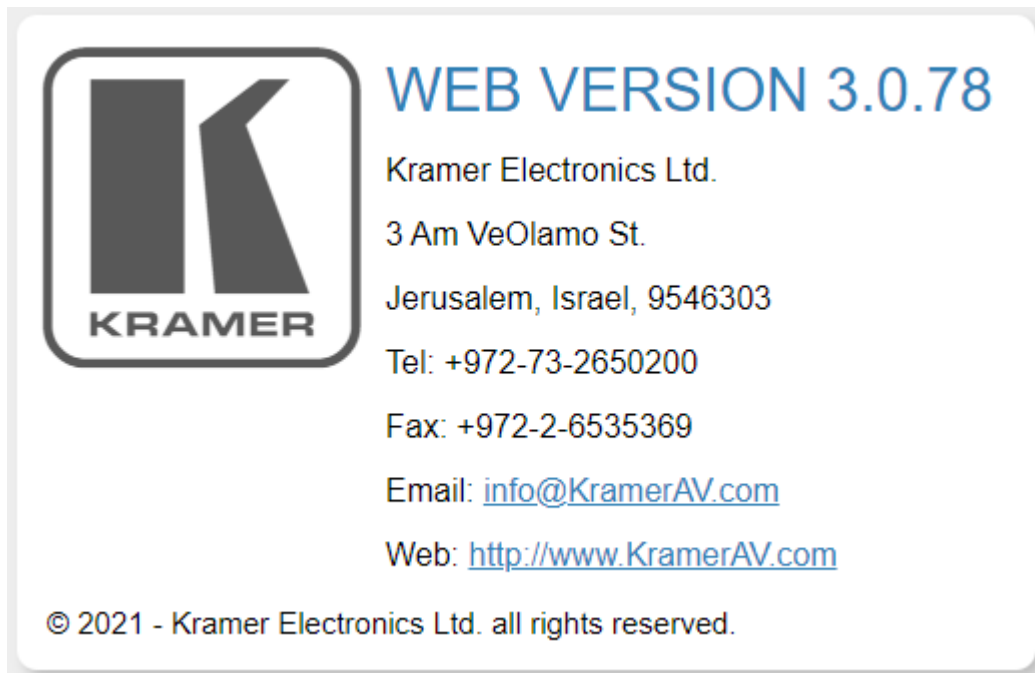 KRAMER
WEB VERSION 3.0.78
Kramer Electronics Ltd.
3 Am VeOlamo St.
Jerusalem, Israel, 9546303
Tel: +972-73-2650200
Fax: +972-2-6535369
Email: info@KramerAV.com
Web: http://www.KramerAV.com
© 2021 - Kramer Electronics Ltd. all rights reserved.